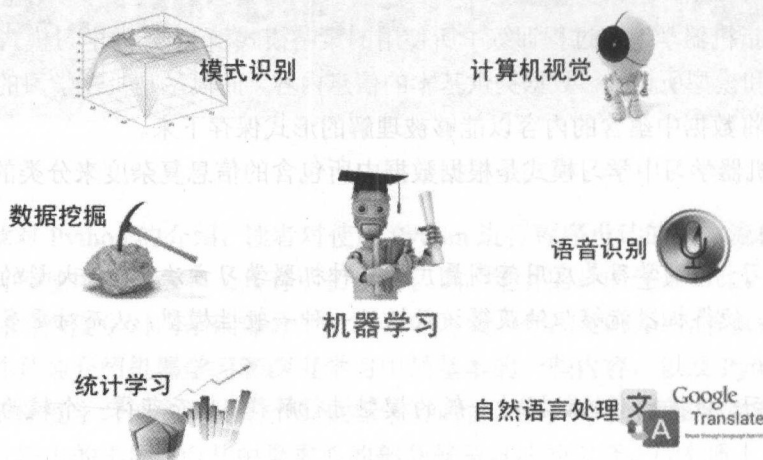 模式识别
计算机视觉
数据挖掘
语音识别
机器学习
统计学习
自然语言处理
文
A
Google
Translate